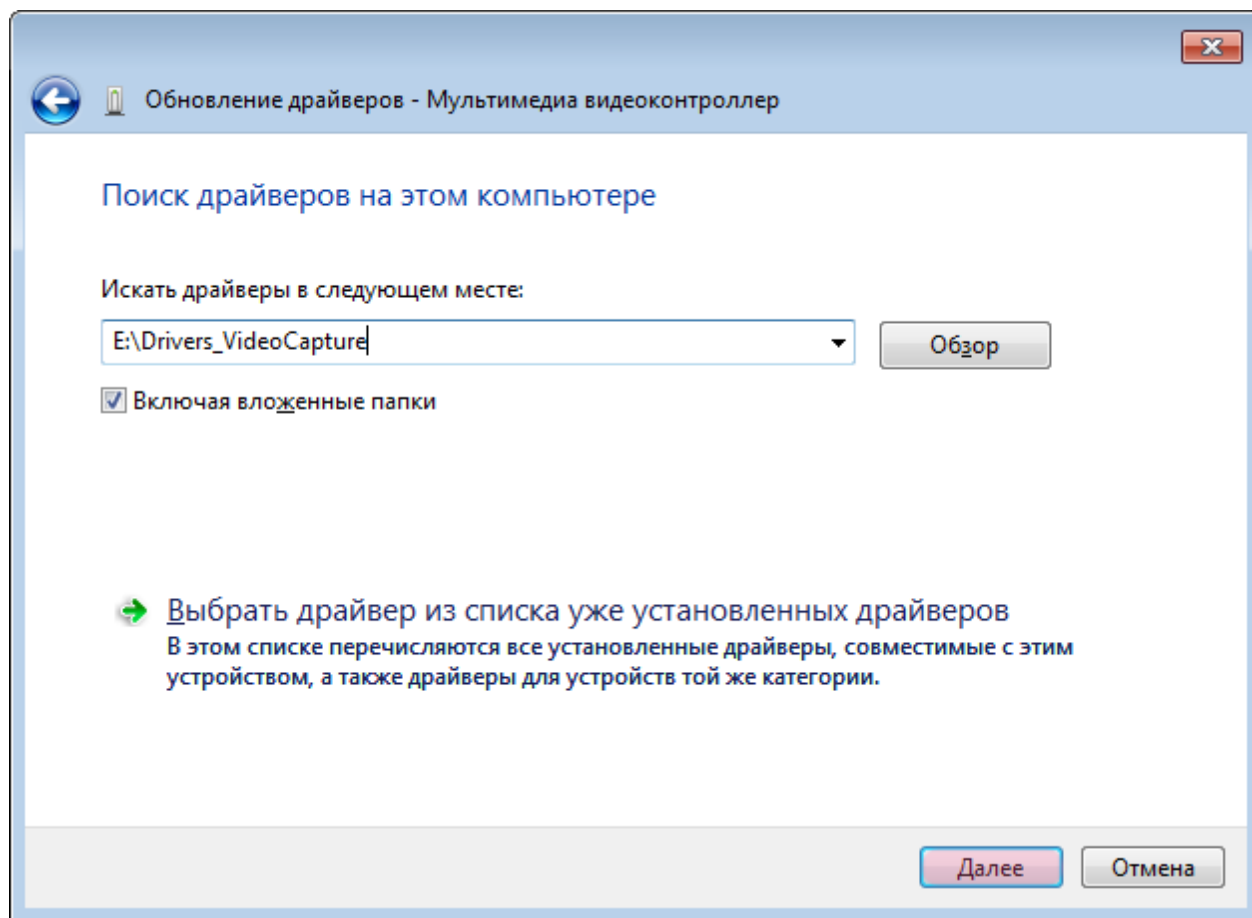 Обновление драйверов - Мультимедиа видеоконтроллер
Поиск драйверов на этом компьютере
Искать драйверы в следующем месте:
E:\Drivers_VideoCapture
Обзор
Включая вложенные папки
Выбрать драйвер из списка уже установленных драйверов
В этом списке перечисляются все установленные драйверы, совместимые с этим
устройством, а также драйверы для устройств той же категории.
Далее
Отмена